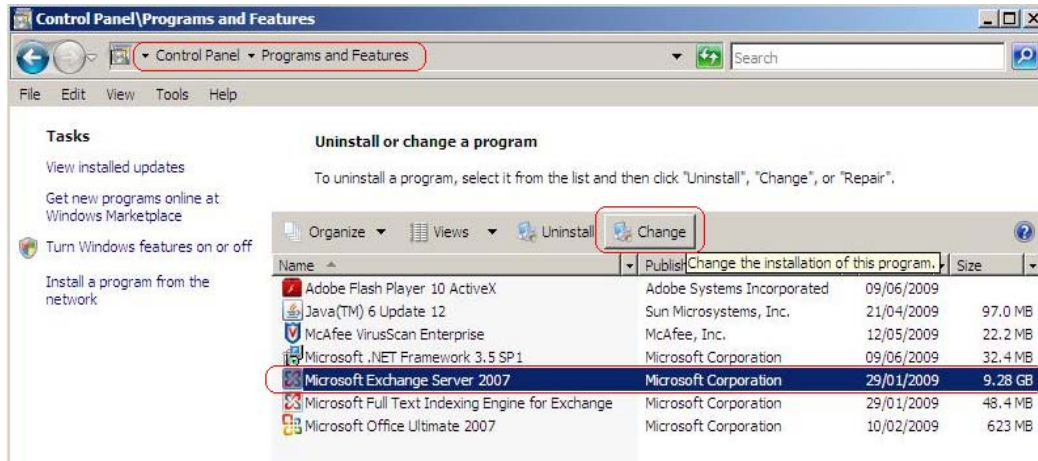 Control Panel\Programs and Features
Control Panel Programs and Features
Search
File Edit View Tools Help
Tasks
View installed updates
Get new programs online at
Windows Marketplace
Turn Windows features on or off
Install a program from the
network
Uninstall or change a program
To uninstall a program, select it from the list and then click "Uninstall", "Change", or "Repair".
Organize Views Uninstall Change
Name Publish Size
Change the installation of this program.
Adobe Flash Player 10 ActiveX Adobe Systems Incorporated 09/06/2009
Java(TM) 6 Update 12 Sun Microsystems, Inc. 21/04/2009 97.0 MB
McAfee VirusScan Enterprise McAfee, Inc. 12/05/2009 22.2 MB
Microsoft .NET Framework 3.5 SP1 Microsoft Corporation 09/06/2009 32.4 MB
Microsoft Exchange Server 2007 Microsoft Corporation 29/01/2009 9.28 GB
Microsoft Full Text Indexing Engine for Exchange Microsoft Corporation 29/01/2009 48.4 MB
Microsoft Office Ultimate 2007 Microsoft Corporation 10/02/2009 623 MB